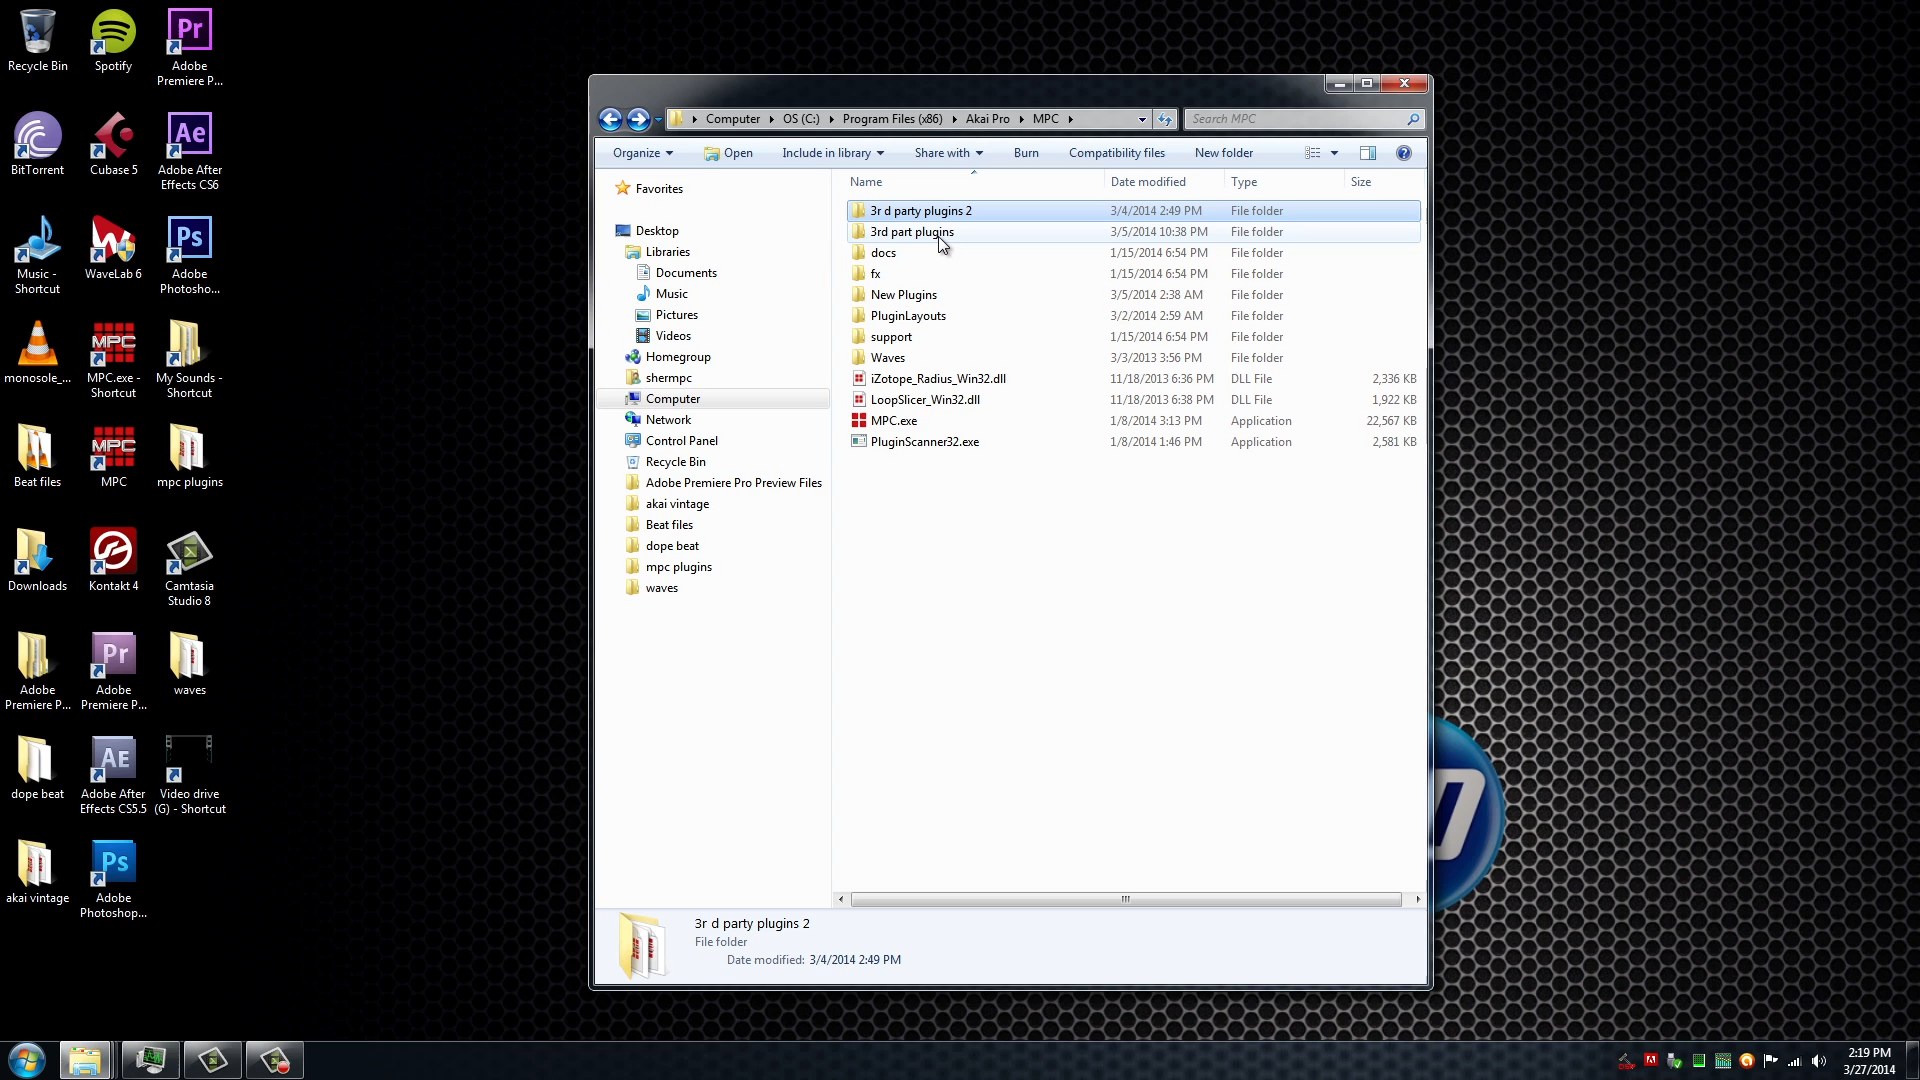 Recycle Bin
Spotify
Adobe
Premiere P...
BitTorrent
Cubase 5
Adobe After
Effects CS6
Music -
Shortcut
WaveLab 6
Adobe
Photosho...
monosole_...
MPC.exe -
Shortcut
My Sounds -
Shortcut
Beat files
MPC
mpc plugins
Downloads
Kontakt 4
Camtasia
Studio 8
Adobe
Premiere P...
Adobe
Premiere P...
waves
dope beat
Adobe After
Effects CS5.5
Video drive
(G) - Shortcut
akai vintage
Adobe
Photoshop...
Pr
Ae
Ps
MPC
MPC
Pr
AE
Ps
Computer OS (C:) Program Files (x86) Akai Pro MPC
Search MPC
Organize Open Include in library Share with Burn Compatibility files New folder
Favorites
Desktop
Libraries
Documents
Music
Pictures
Videos
Homegroup
shermpc
Computer
Network
Control Panel
Recycle Bin
Adobe Premiere Pro Preview Files
akai vintage
Beat files
dope beat
mpc plugins
waves
Name Date modified Type Size
3r d party plugins 2 3/4/2014 2:49 PM File folder
3rd part plugins 3/5/2014 10:38 PM File folder
docs 1/15/2014 6:54 PM File folder
fx 1/15/2014 6:54 PM File folder
New Plugins 3/5/2014 2:38 AM File folder
PluginLayouts 3/2/2014 2:59 AM File folder
support 1/15/2014 6:54 PM File folder
Waves 3/3/2013 3:56 PM File folder
iZotope_Radius_Win32.dll 11/18/2013 6:36 PM DLL File 2,336 KB
LoopSlicer_Win32.dll 11/18/2013 6:38 PM DLL File 1,922 KB
MPC.exe 1/8/2014 3:13 PM Application 22,567 KB
PluginScanner32.exe 1/8/2014 1:46 PM Application 2,581 KB
3r d party plugins 2
File folder
Date modified: 3/4/2014 2:49 PM
2:19 PM
3/27/2014